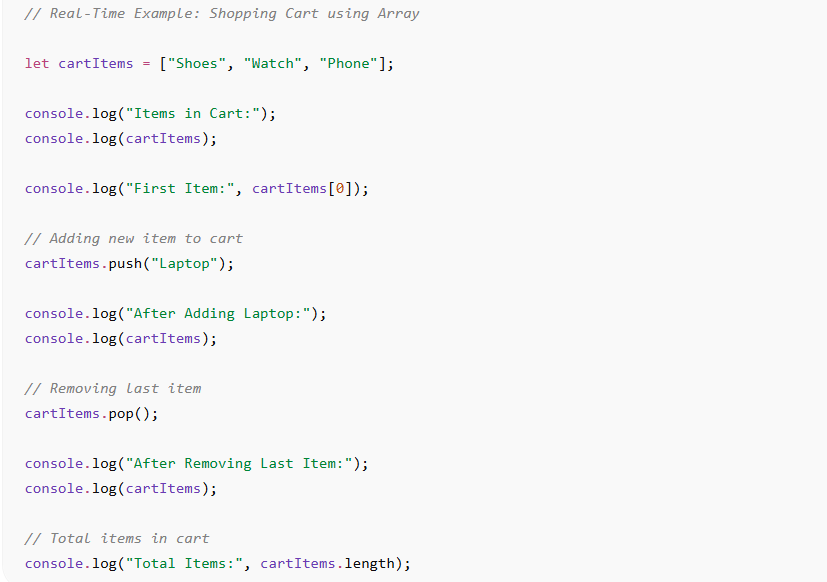 // Real-Time Example: Shopping Cart using Array
let cartItems = ["Shoes", "Watch", "Phone"];
console.log("Items in Cart:");
console.log(cartItems);
console.log("First Item:", cartItems[0]);
// Adding new item to cart
cartItems.push("Laptop");
console.log("After Adding Laptop:");
console.log(cartItems);
// Removing last item
cartItems.pop();
console.log("After Removing Last Item:");
console.log(cartItems);
// Total items in cart
console.log("Total Items:", cartItems.length);